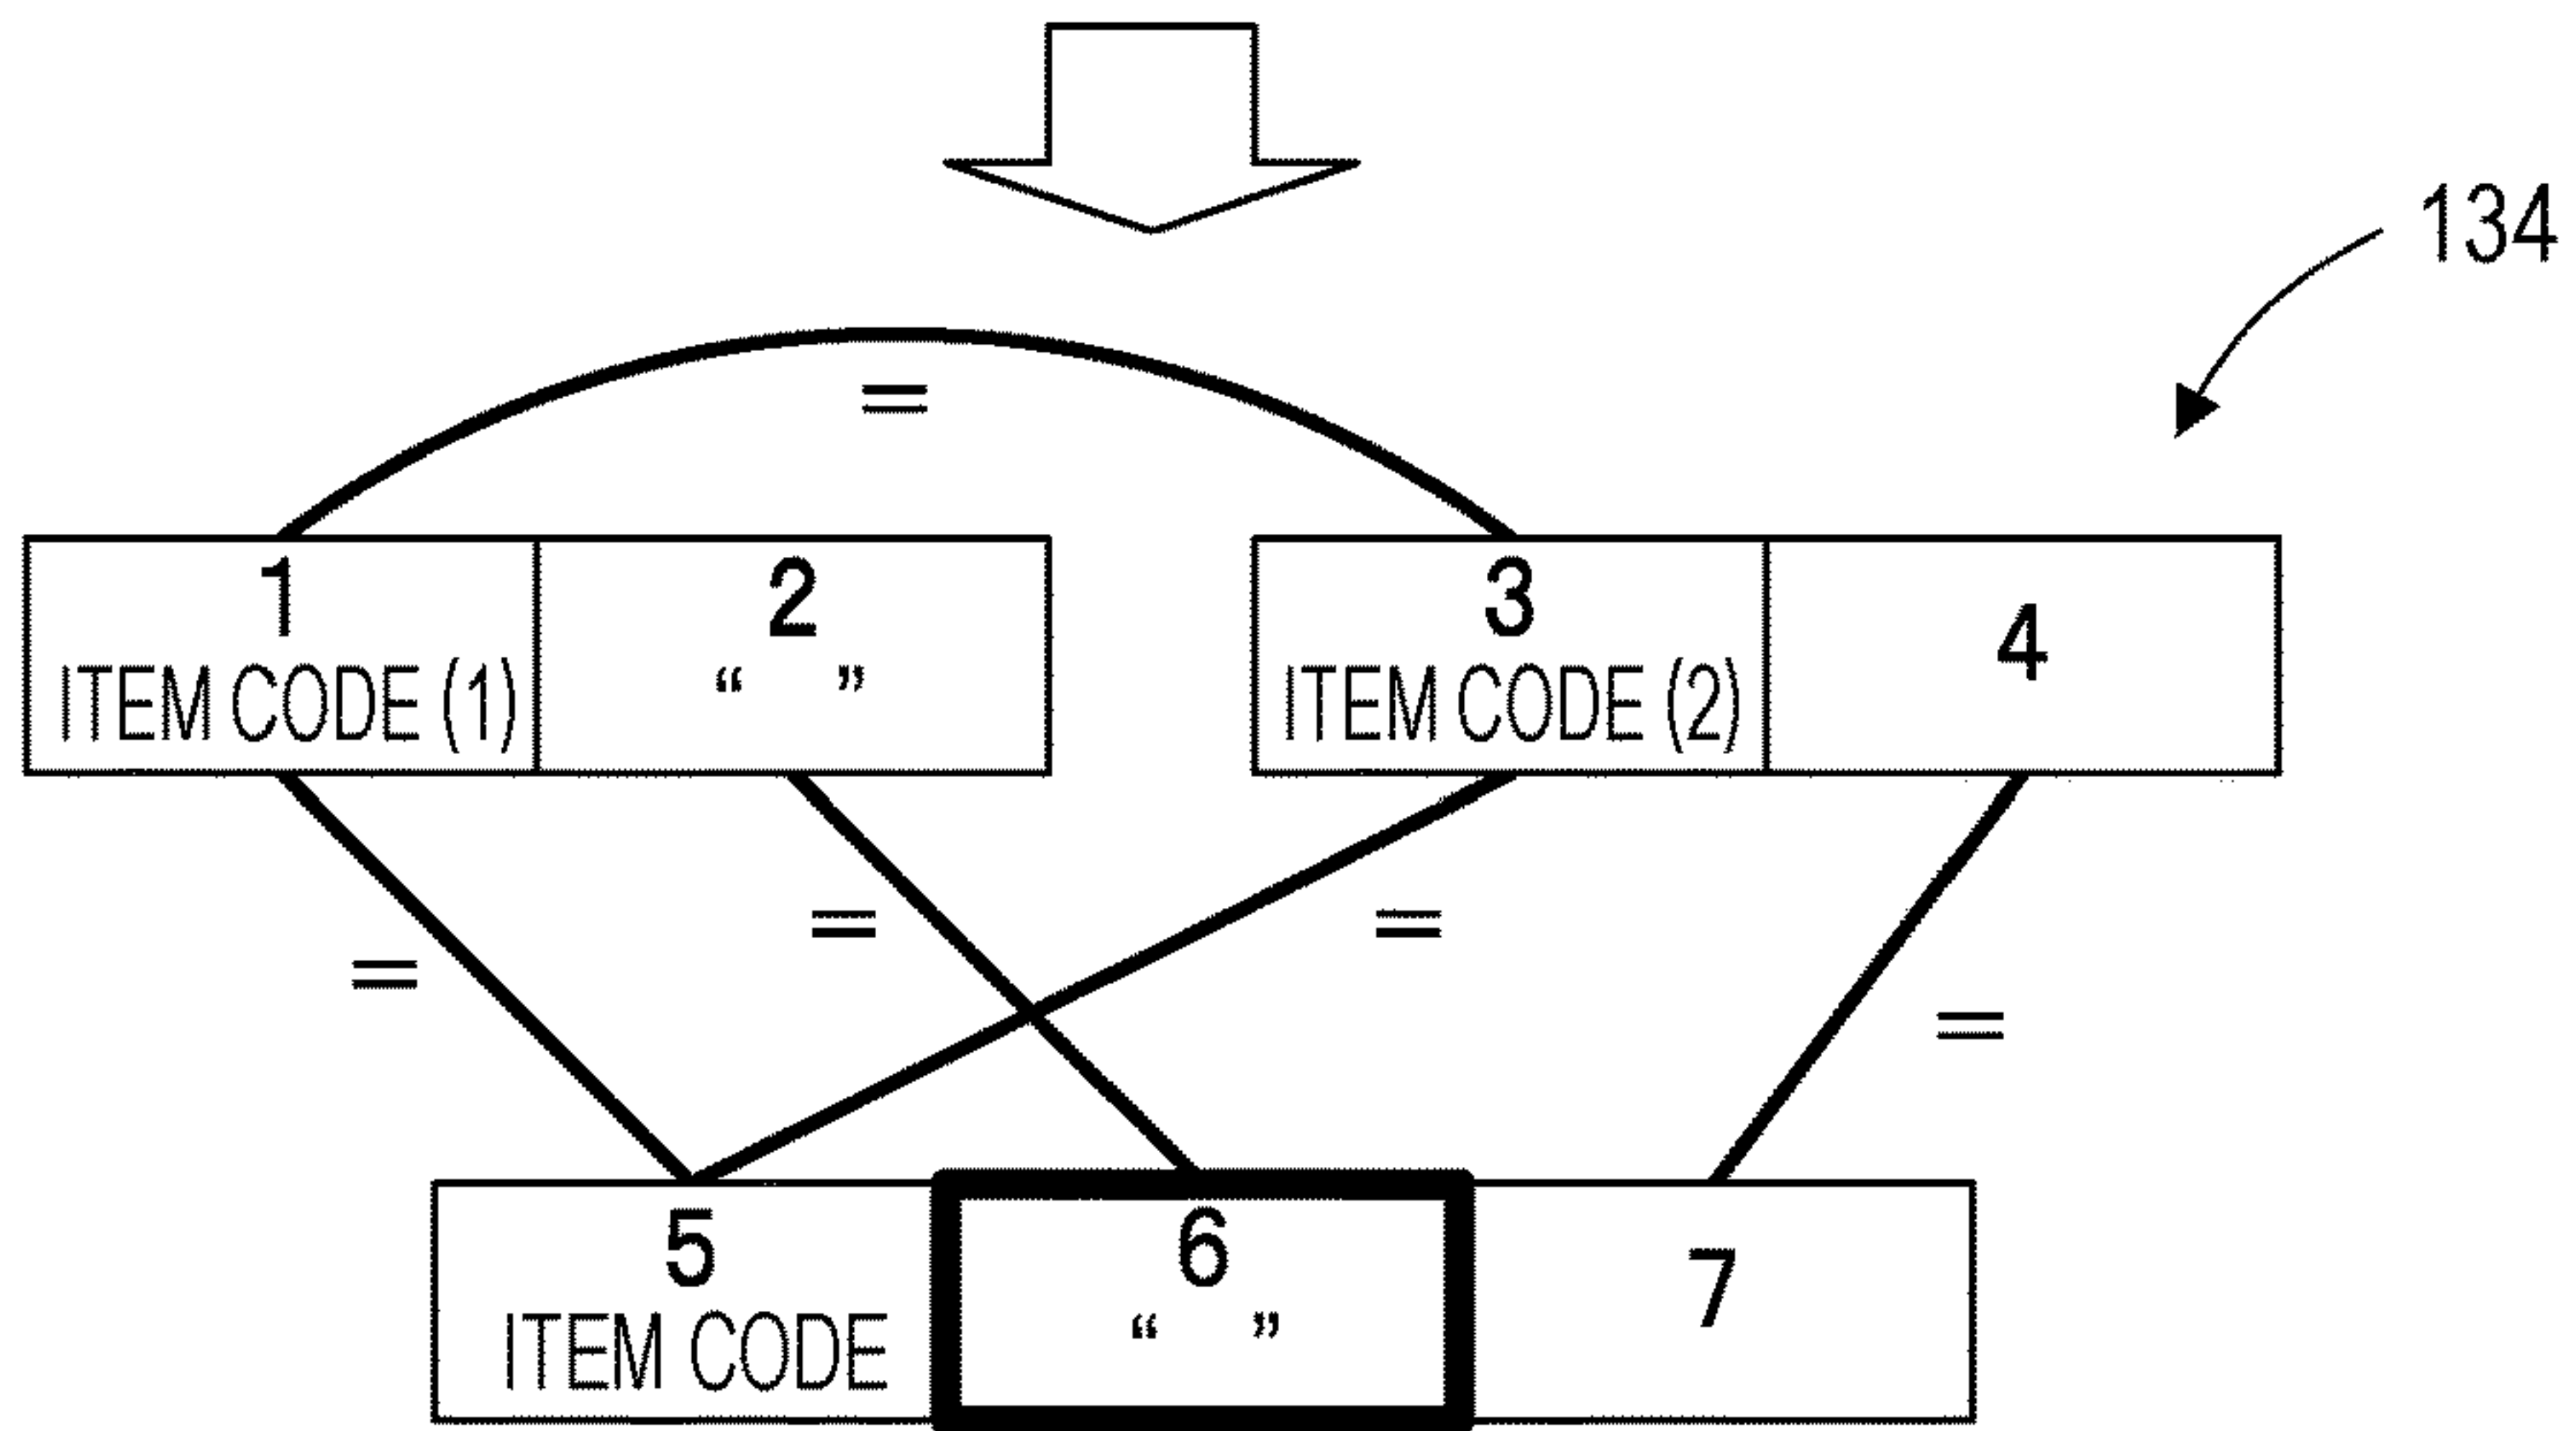 134
=
1 2 3 4
ITEM CODE (1) “ ” ITEM CODE (2)
= = = =
5 6 7
ITEM CODE “ ”